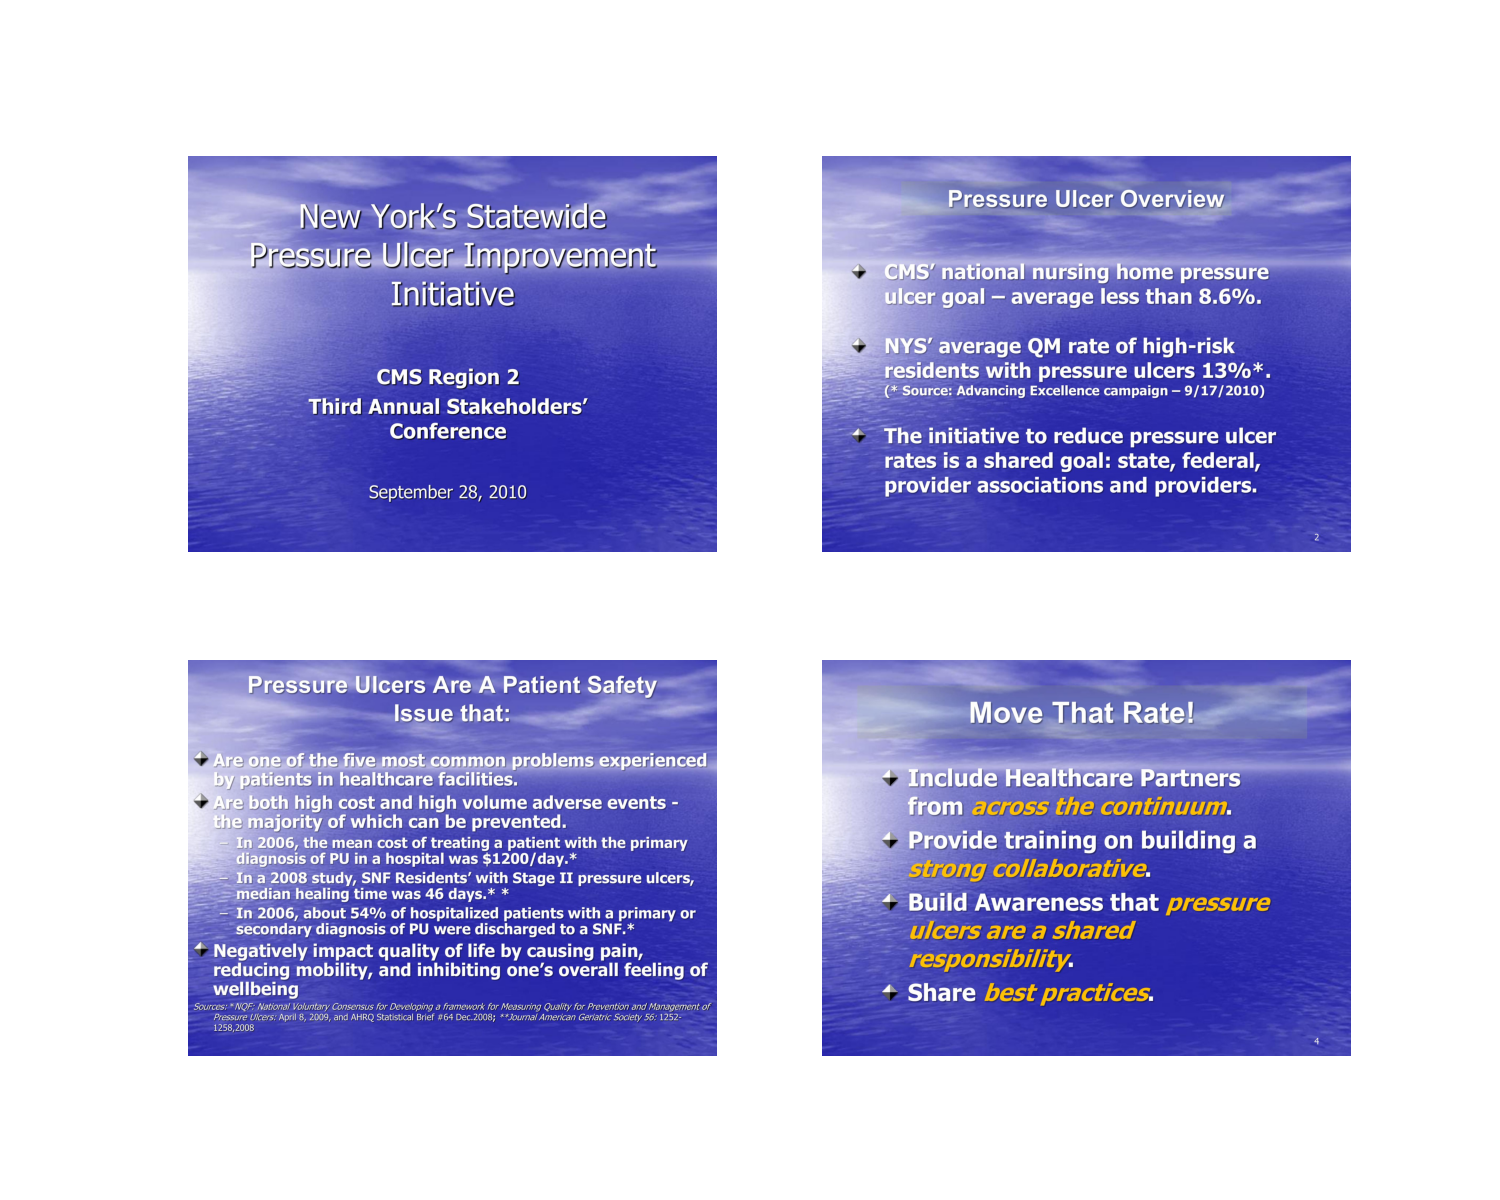 New York’s Statewide
Pressure Ulcer Improvement
Initiative
CMS Region 2
Third Annual Stakeholders’
Conference
September 28, 2010
Pressure Ulcer Overview
CMS’ national nursing home pressure
ulcer goal – average less than 8.6%.
NYS’ average QM rate of high-risk
residents with pressure ulcers 13%*.
(* Source: Advancing Excellence campaign – 9/17/2010)
The initiative to reduce pressure ulcer
rates is a shared goal: state, federal,
provider associations and providers.
2
Pressure Ulcers Are A Patient Safety
Issue that:
Are one of the five most common problems experienced
by patients in healthcare facilities.
Are both high cost and high volume adverse events -
the majority of which can be prevented.
– In 2006, the mean cost of treating a patient with the primary
diagnosis of PU in a hospital was $1200/day.*
– In a 2008 study, SNF Residents’ with Stage II pressure ulcers,
median healing time was 46 days.* *
– In 2006, about 54% of hospitalized patients with a primary or
secondary diagnosis of PU were discharged to a SNF.*
Negatively impact quality of life by causing pain,
reducing mobility, and inhibiting one’s overall feeling of
wellbeing
Sources: *NQF: National Voluntary Consensus for Developing a framework for Measuring Quality for Prevention and Management of
Pressure Ulcers: April 8, 2009, and AHRQ Statistical Brief #64 Dec.2008; **Journal American Geriatric Society 56: 1252-
1258,2008
Move That Rate!
Include Healthcare Partners
from across the continuum.
Provide training on building a
strong collaborative.
Build Awareness that pressure
ulcers are a shared
responsibility.
Share best practices.
4